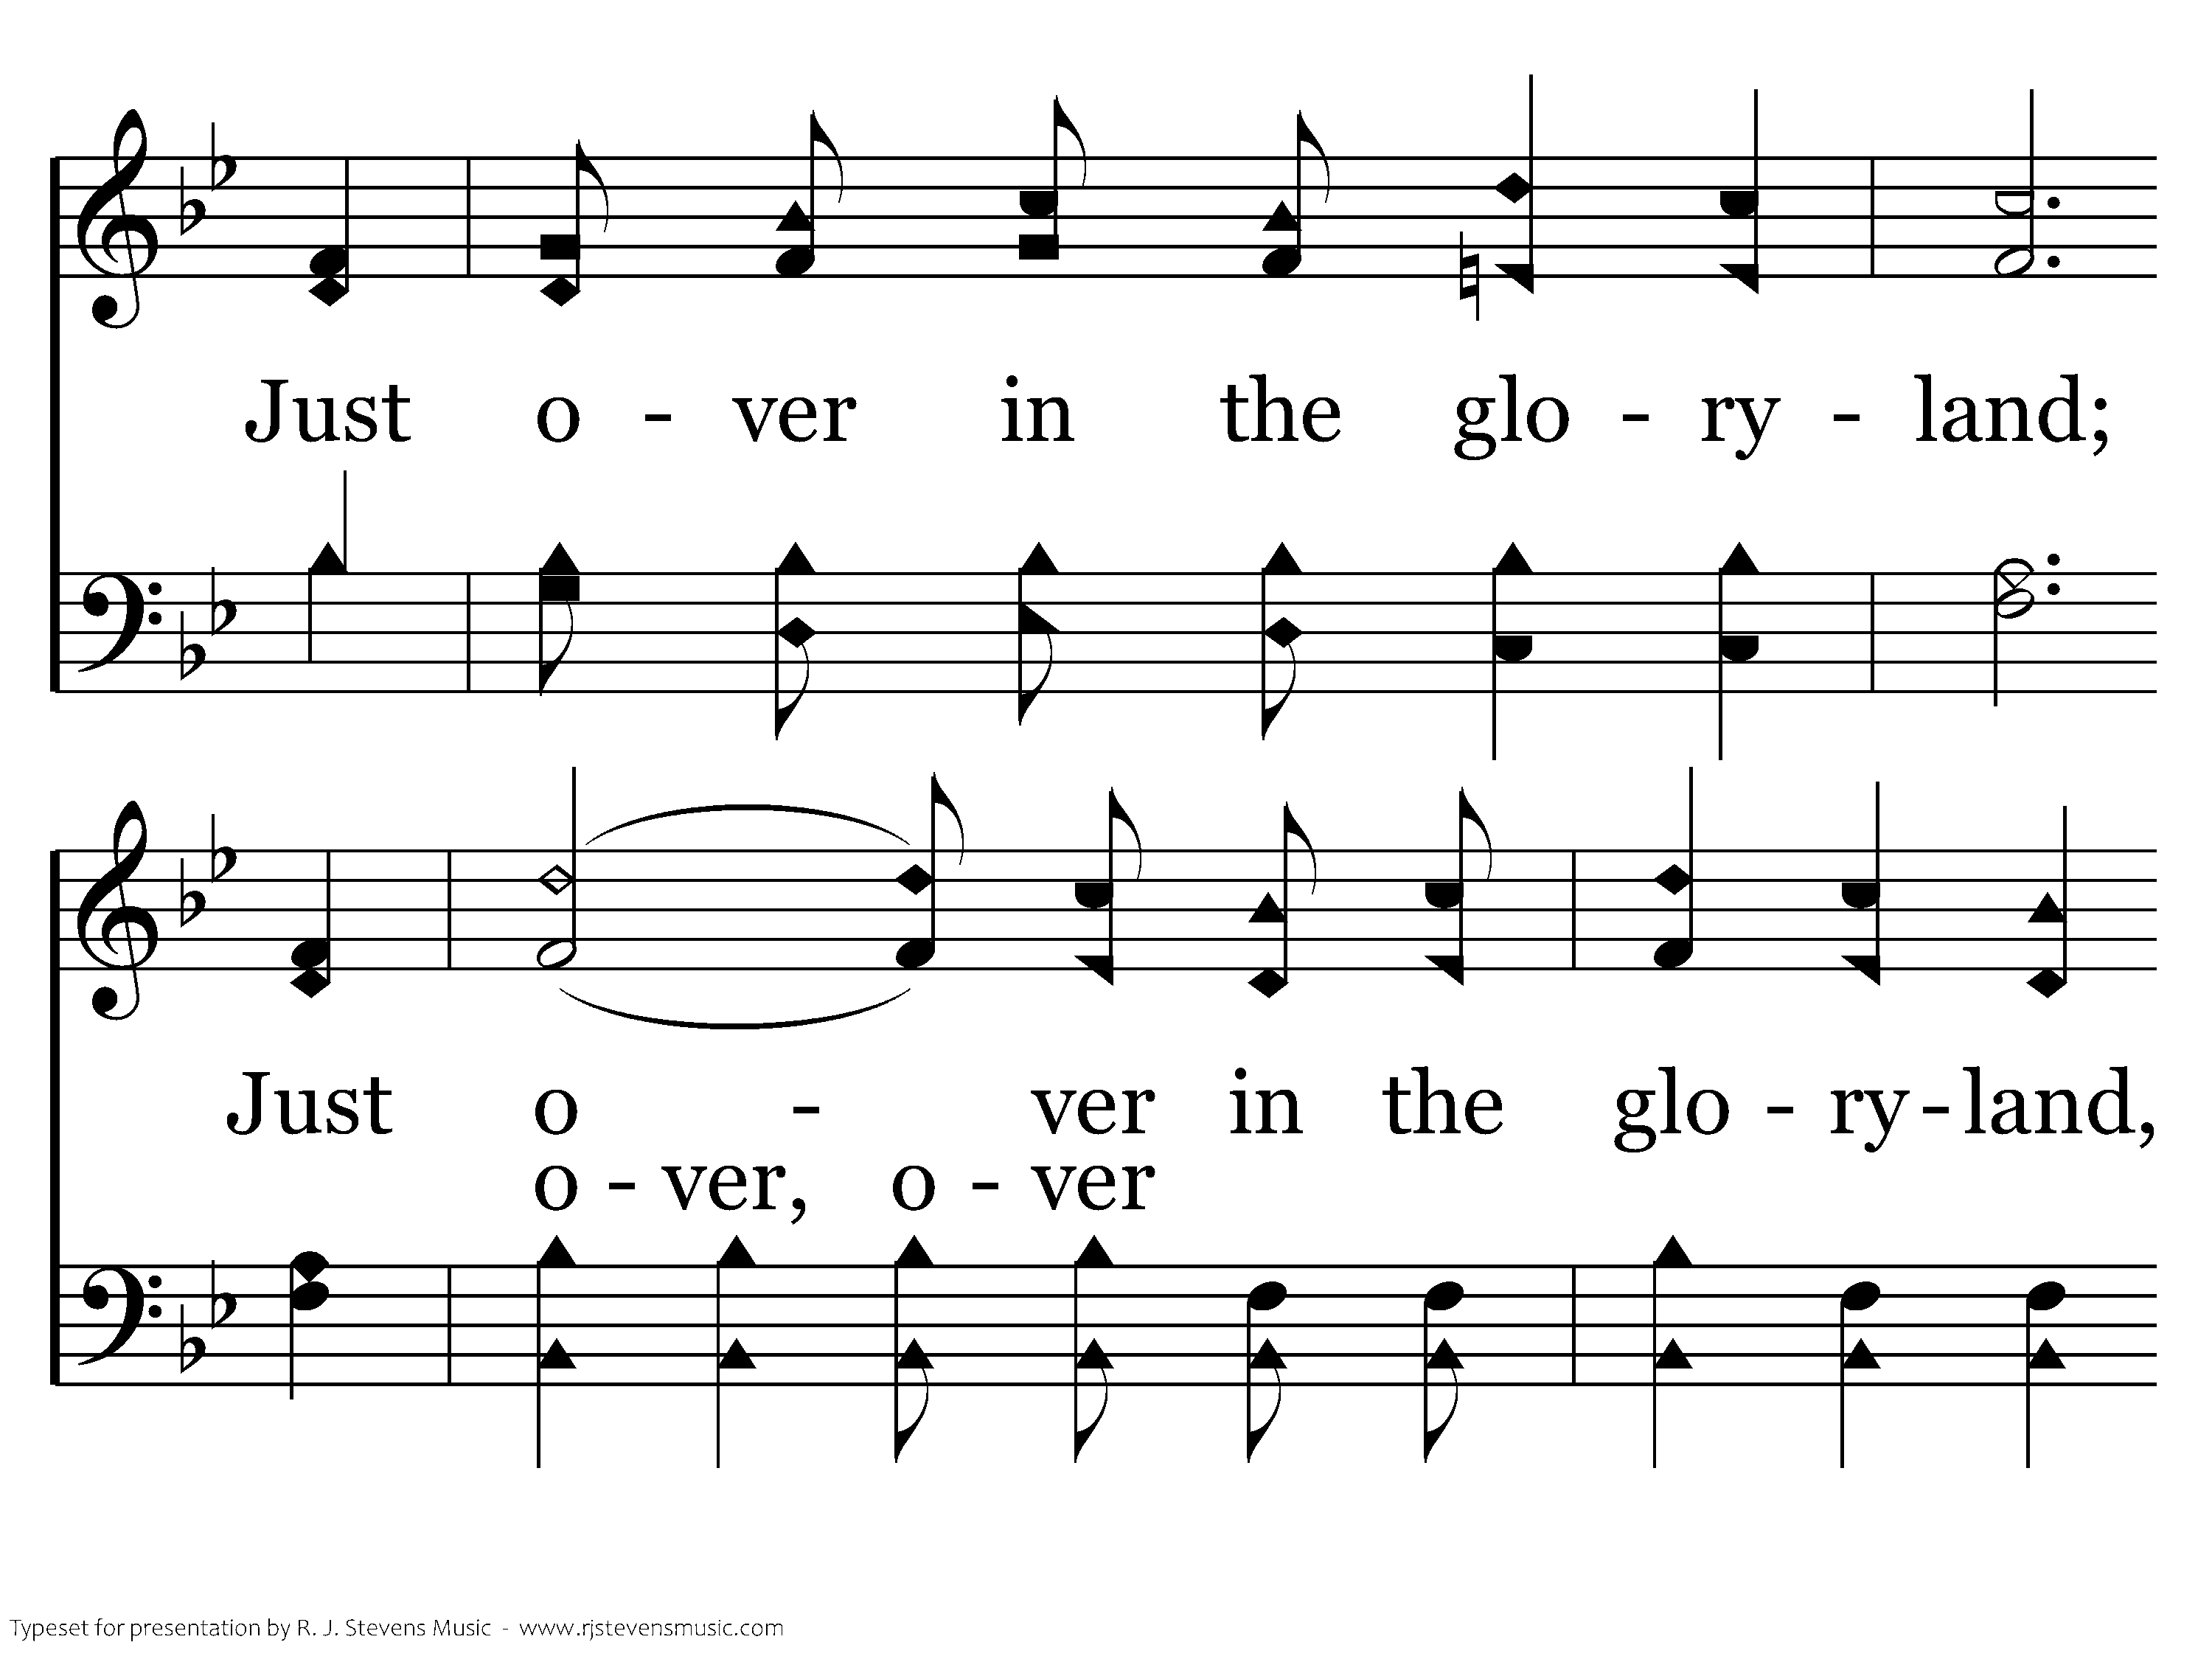 Just o - ver in the glo - ry - land;
Just o - ver in the glo - ry - land,
o - ver, o - ver
Typeset for presentation by R. J. Stevens Music - www.rjstevensmusic.com